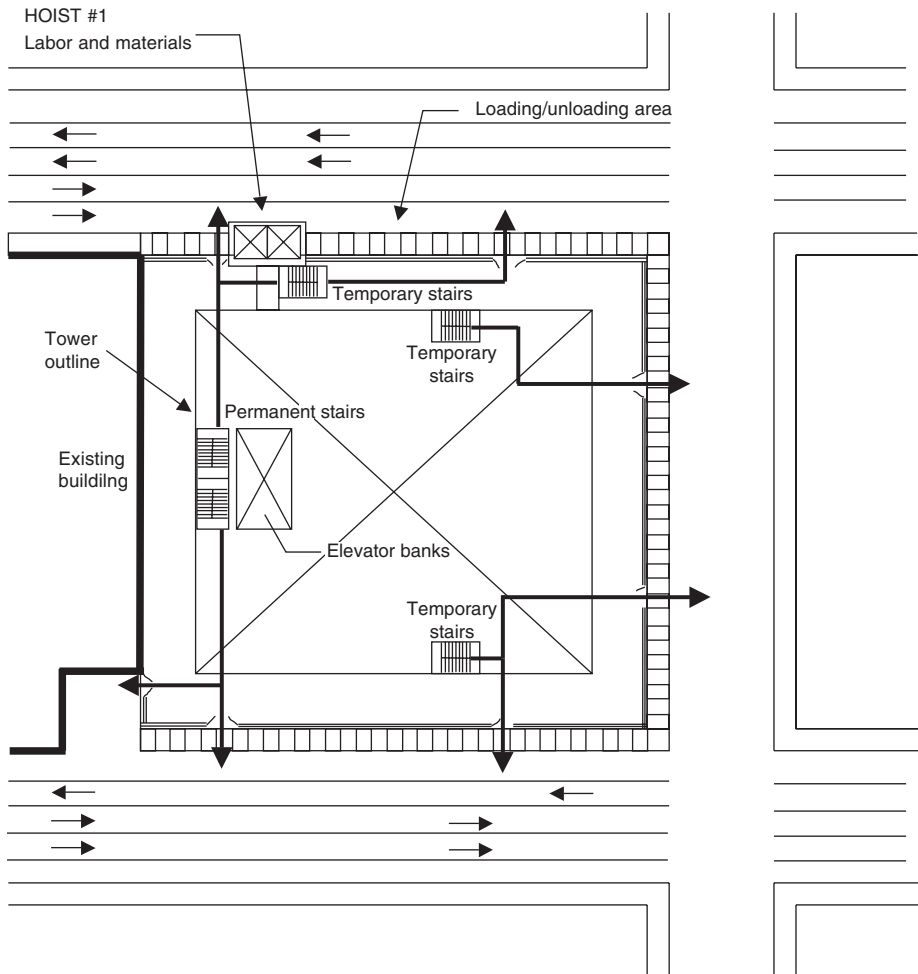 HOIST #1
Labor and materials
Loading/unloading area
Temporary stairs
Tower
outline
Temporary
stairs
Permanent stairs
Existing
buildilng
Elevator banks
Temporary
stairs